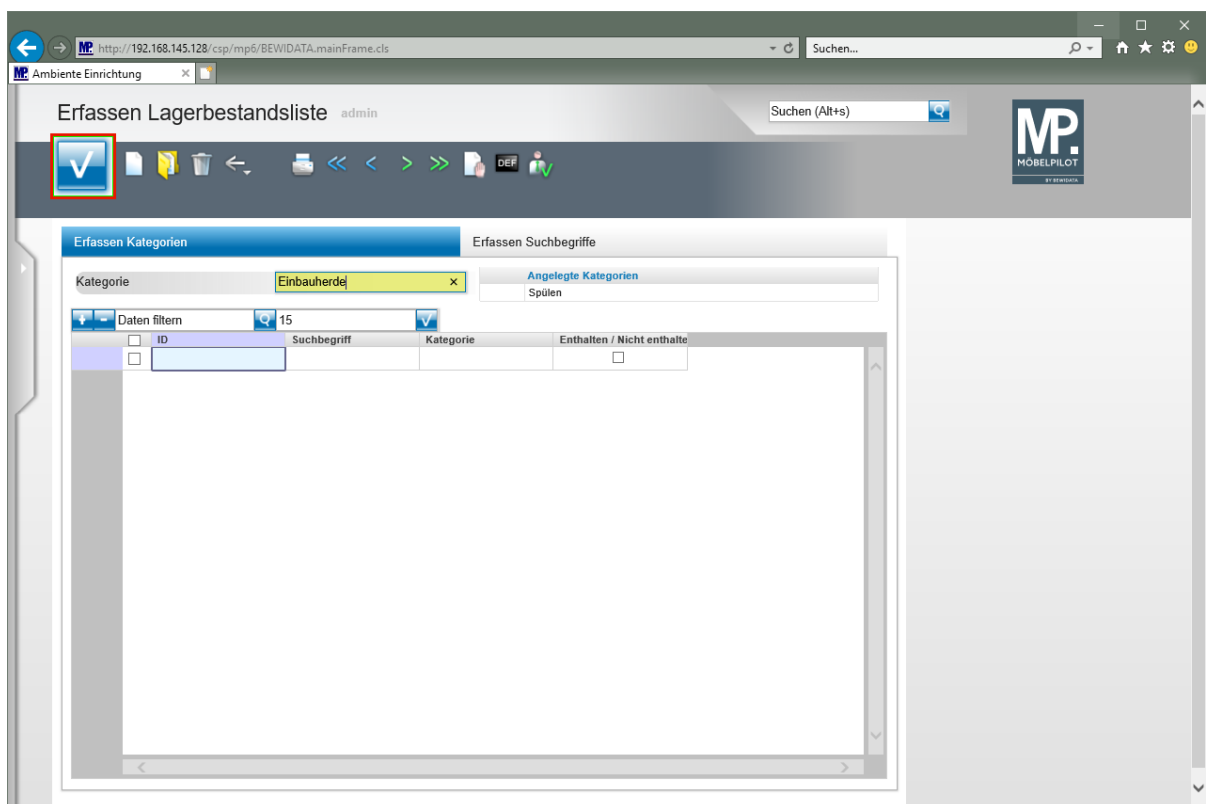 http://192.168.145.128/csp/mp6/BEWIDATA.mainFrame.cls
Suchen...
MP. Ambiente Einrichtung
Erfassen Lagerbestandsliste admin
Suchen (Alt+s)
MP.
MÖBELPILOT
BY BEWIDATA
DEF
Erfassen Kategorien
Erfassen Suchbegriffe
Kategorie
Einbauherde
Angelegte Kategorien
Spülen
Daten filtern
15
ID
Suchbegriff
Kategorie
Enthalten / Nicht enthalte